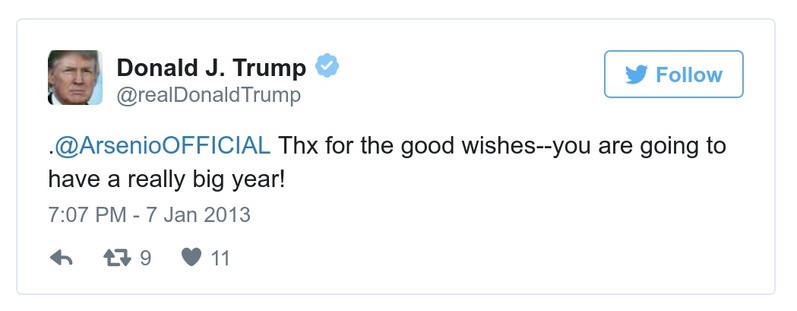 Donald J. Trump
@realDonaldTrump
Follow
.@ArsenioOFFICIAL Thx for the good wishes--you are going to
have a really big year!
7:07 PM - 7 Jan 2013
9 11